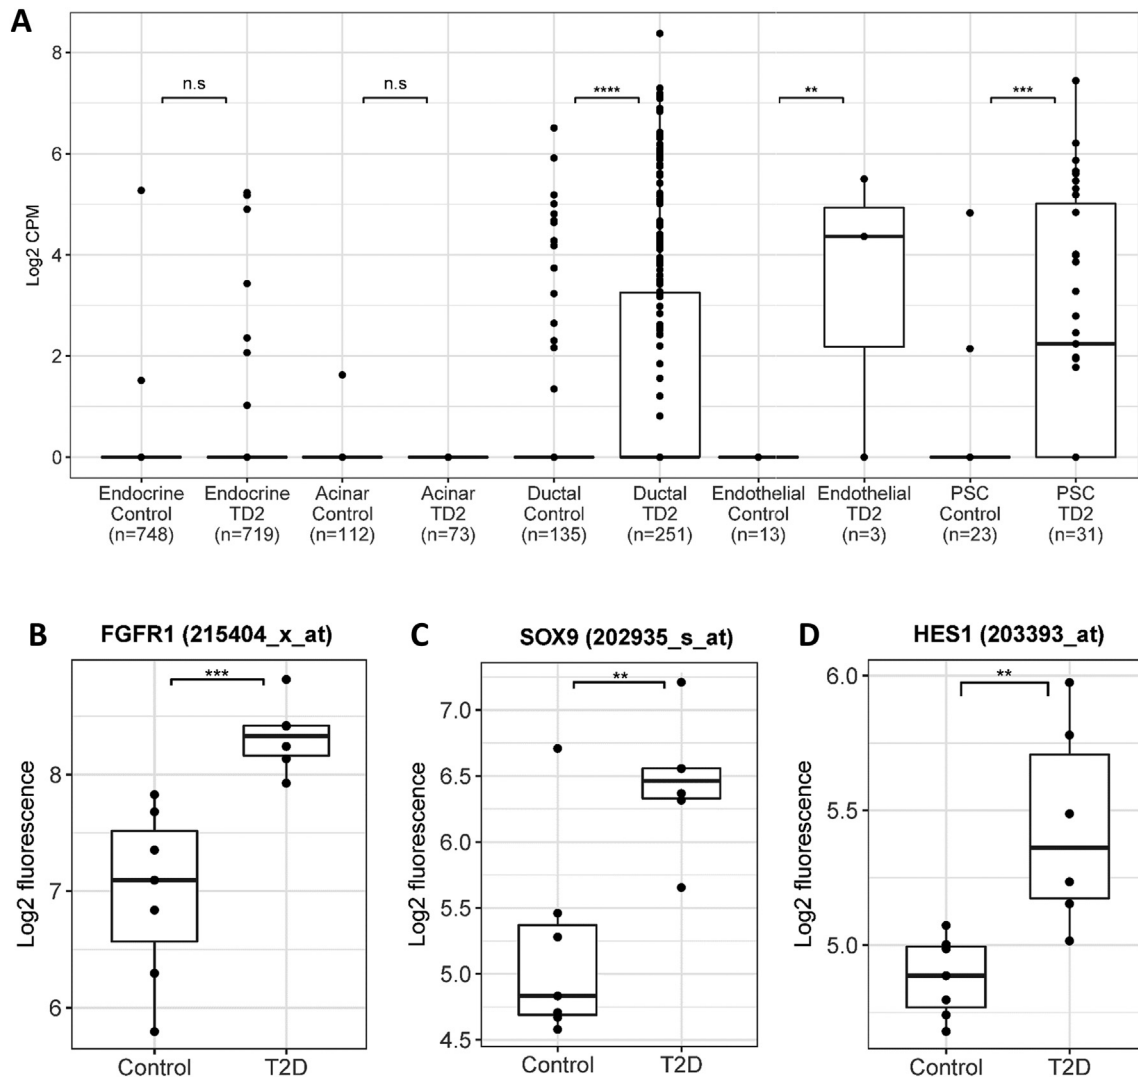 A
8
6
4
2
0
Log2 CPM
n.s
n.s
****
**
***
Endocrine Control (n=748)
Endocrine TD2 (n=719)
Acinar Control (n=112)
Acinar TD2 (n=73)
Ductal Control (n=135)
Ductal TD2 (n=251)
Endothelial Control (n=13)
Endothelial TD2 (n=3)
PSC Control (n=23)
PSC TD2 (n=31)
B
FGFR1 (215404_x_at)
***
8
7
6
Log2 fluorescence
Control
T2D
C
SOX9 (202935_s_at)
**
7.0
6.5
6.0
5.5
5.0
4.5
Log2 fluorescence
Control
T2D
D
HES1 (203393_at)
**
6.0
5.5
5.0
Log2 fluorescence
Control
T2D